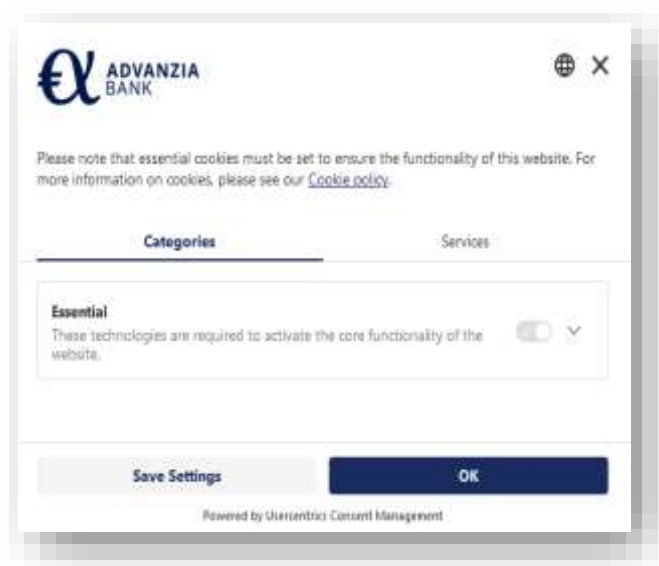 ADVANZIA
BANK
Please note that essential cookies must be set to ensure the functionality of this website. For
more information on cookies, please see our Cookie policy.
Categories
Services
Essential
These technologies are required to activate the core functionality of the
website.
Save Settings
OK
Powered by Usercentrics Consent Management